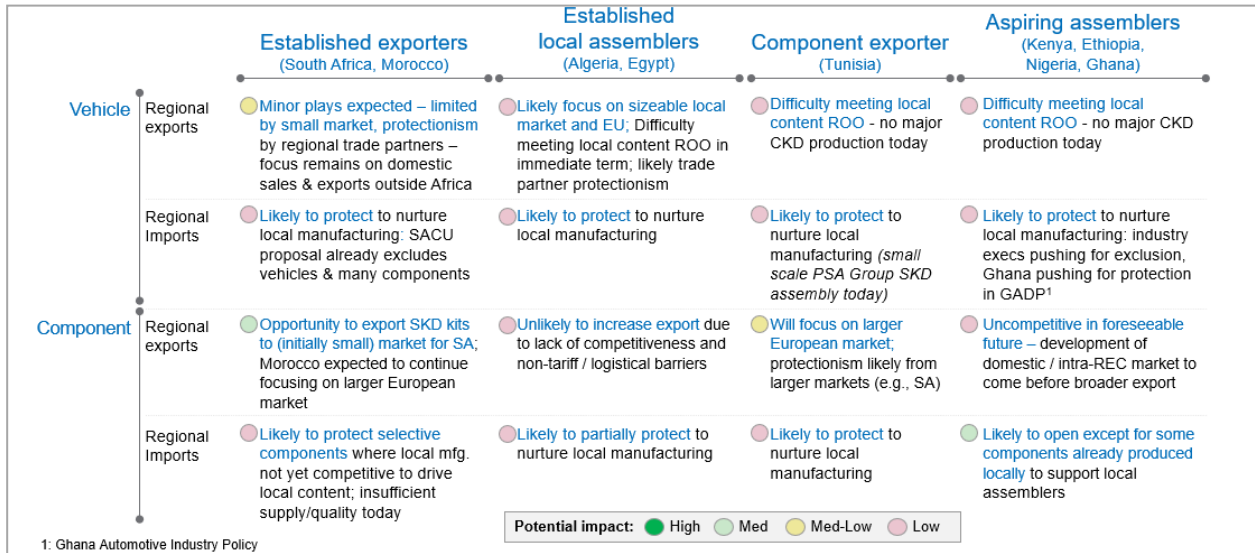 Established exporters
(South Africa, Morocco)
Established
local assemblers
(Algeria, Egypt)
Component exporter
(Tunisia)
Aspiring assemblers
(Kenya, Ethiopia,
Nigeria, Ghana)
Vehicle
Regional
exports
Minor plays expected – limited
by small market, protectionism
by regional trade partners –
focus remains on domestic
sales & exports outside Africa
Likely focus on sizeable local
market and EU; Difficulty
meeting local content ROO in
immediate term; likely trade
partner protectionism
Difficulty meeting local
content ROO - no major
CKD production today
Difficulty meeting local
content ROO - no major CKD
production today
Regional
Imports
Likely to protect to nurture
local manufacturing: SACU
proposal already excludes
vehicles & many components
Likely to protect to nurture
local manufacturing
Likely to protect to
nurture local
manufacturing (small
scale PSA Group SKD
assembly today)
Likely to protect to nurture
local manufacturing: industry
execs pushing for exclusion,
Ghana pushing for protection
in GADP¹
Component
Regional
exports
Opportunity to export SKD kits
to (initially small) market for SA;
Morocco expected to continue
focusing on larger European
market
Unlikely to increase export due
to lack of competitiveness and
non-tariff / logistical barriers
Will focus on larger
European market;
protectionism likely from
larger markets (e.g., SA)
Uncompetitive in foreseeable
future – development of
domestic / intra-REC market to
come before broader export
Regional
Imports
Likely to protect selective
components where local mfg.
not yet competitive to drive
local content; insufficient
supply/quality today
Likely to partially protect to
nurture local manufacturing
Likely to protect to
nurture local
manufacturing
Likely to open except for some
components already produced
locally to support local
assemblers
Potential impact: High Med Med-Low Low
1: Ghana Automotive Industry Policy